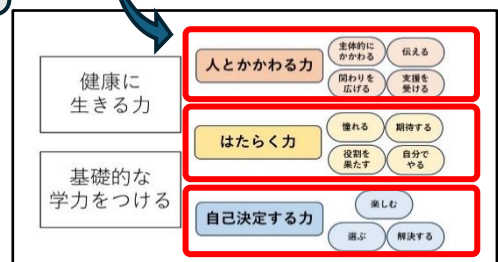 健康に
生きる力
基礎的な
学力をつける
人とかかわる力
主体的に
かかわる
伝える
関わりを
広げる
支援を
受ける
はたらく力
憧れる
期待する
役割を
果たす
自分で
やる
自己決定する力
楽しむ
選ぶ
解決する